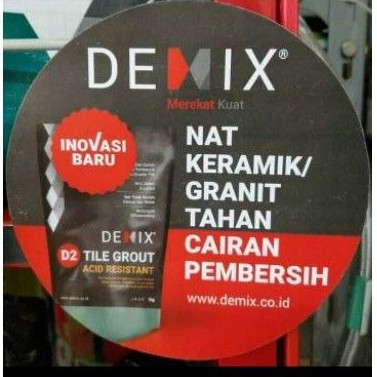 DEMIX®
Merekat Kuat
INOVASI
BARU
NAT
KERAMIK/
GRANIT
TAHAN
CAIRAN
PEMBERSIH
www.demix.co.id
DEMIX
D2 TILE GROUT
ACID RESISTANT